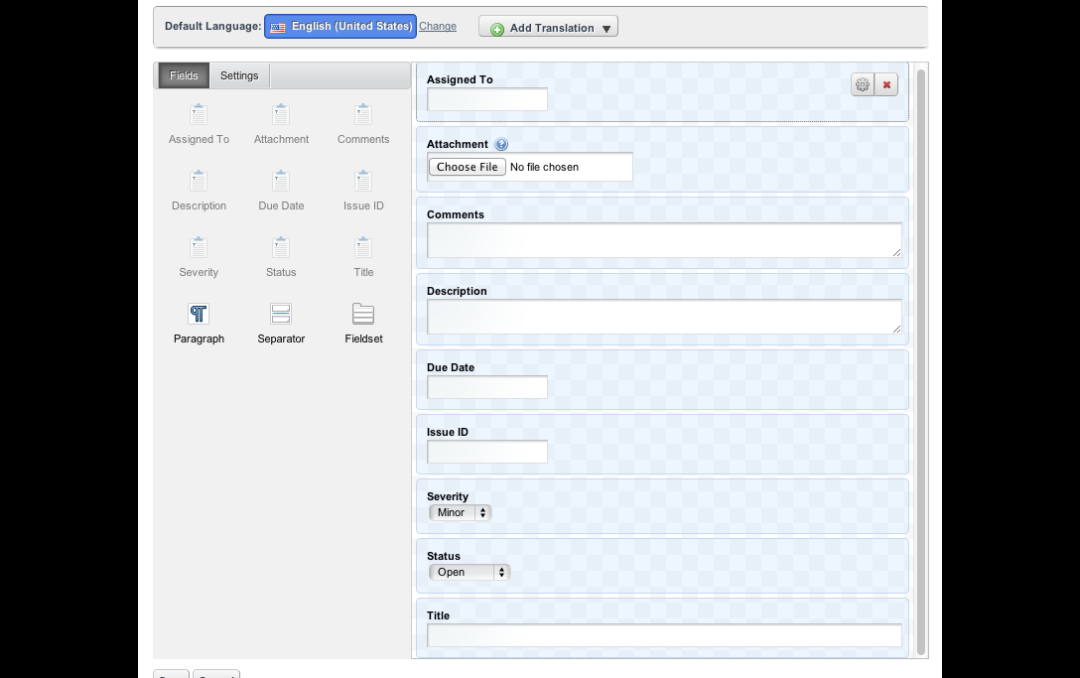 Default Language: English (United States) Change Add Translation
Fields Settings
Assigned To Attachment Comments
Description Due Date Issue ID
Severity Status Title
Paragraph Separator Fieldset
Assigned To
Attachment
Choose File No file chosen
Comments
Description
Due Date
Issue ID
Severity
Minor
Status
Open
Title